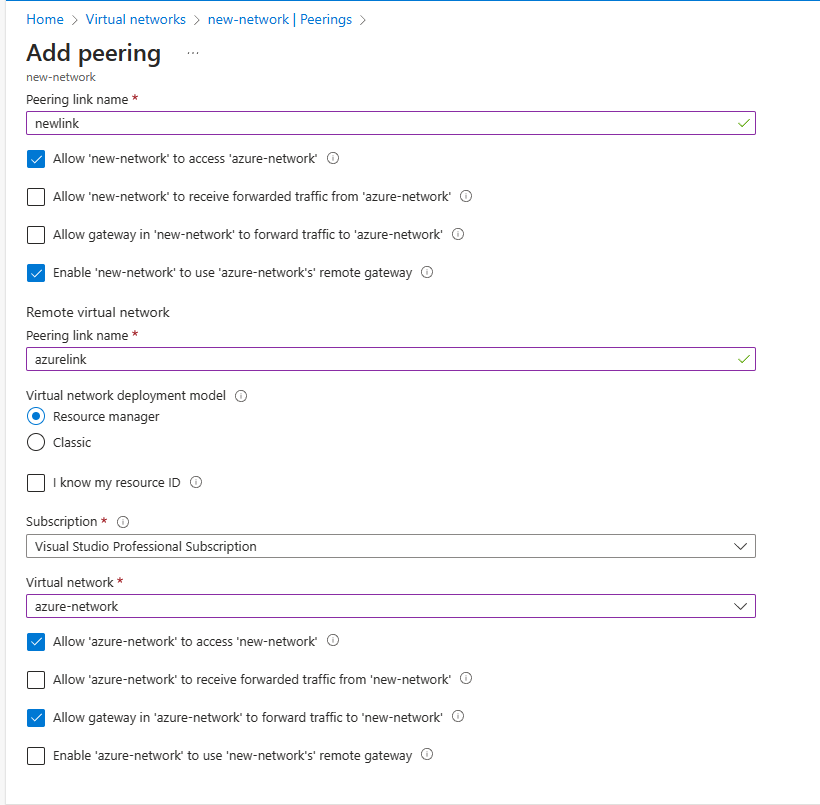 Home > Virtual networks > new-network | Peerings >
Add peering ...
new-network
Peering link name *
newlink
Allow 'new-network' to access 'azure-network'
Allow 'new-network' to receive forwarded traffic from 'azure-network'
Allow gateway in 'new-network' to forward traffic to 'azure-network'
Enable 'new-network' to use 'azure-network's' remote gateway
Remote virtual network
Peering link name *
azurelink
Virtual network deployment model
Resource manager
Classic
I know my resource ID
Subscription *
Visual Studio Professional Subscription
Virtual network *
azure-network
Allow 'azure-network' to access 'new-network'
Allow 'azure-network' to receive forwarded traffic from 'new-network'
Allow gateway in 'azure-network' to forward traffic to 'new-network'
Enable 'azure-network' to use 'new-network's' remote gateway